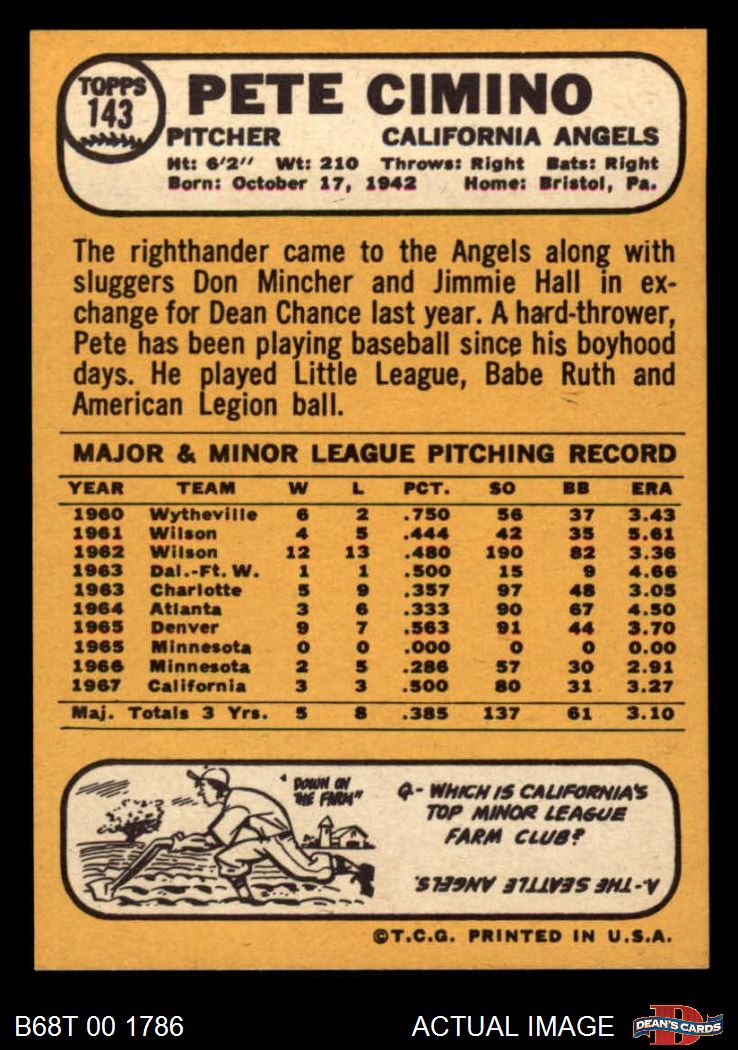 TOPPS
143
PETE CIMINO
PITCHER CALIFORNIA ANGELS
Ht: 6'2" Wt: 210 Throws: Right Bats: Right
Born: October 17, 1942 Home: Bristol, Pa.
The righthander came to the Angels along with
sluggers Don Mincher and Jimmie Hall in ex-
change for Dean Chance last year. A hard-thrower,
Pete has been playing baseball since his boyhood
days. He played Little League, Babe Ruth and
American Legion ball.
MAJOR & MINOR LEAGUE PITCHING RECORD
YEAR TEAM W L PCT. SO BB ERA
1960 Wytheville 6 2 .750 56 37 3.43
1961 Wilson 4 5 .444 42 35 5.61
1962 Wilson 12 13 .480 190 82 3.36
1963 Dal.-Ft. W. 1 1 .500 15 9 4.66
1963 Charlotte 5 9 .357 97 48 3.05
1964 Atlanta 3 6 .333 90 67 4.50
1965 Denver 9 7 .563 91 44 3.70
1965 Minnesota 0 0 .000 0 0 0.00
1966 Minnesota 2 5 .286 57 30 2.91
1967 California 3 3 .500 80 31 3.27
Maj. Totals 3 Yrs. 5 8 .385 137 61 3.10
"DOWN ON
THE FARM"
Q- WHICH IS CALIFORNIA'S
TOP MINOR LEAGUE
FARM CLUB?
A-THE SEATTLE ANGELS.
©T.C.G. PRINTED IN U.S.A.
B68T 00 1786 ACTUAL IMAGE
DEAN'S CARDS